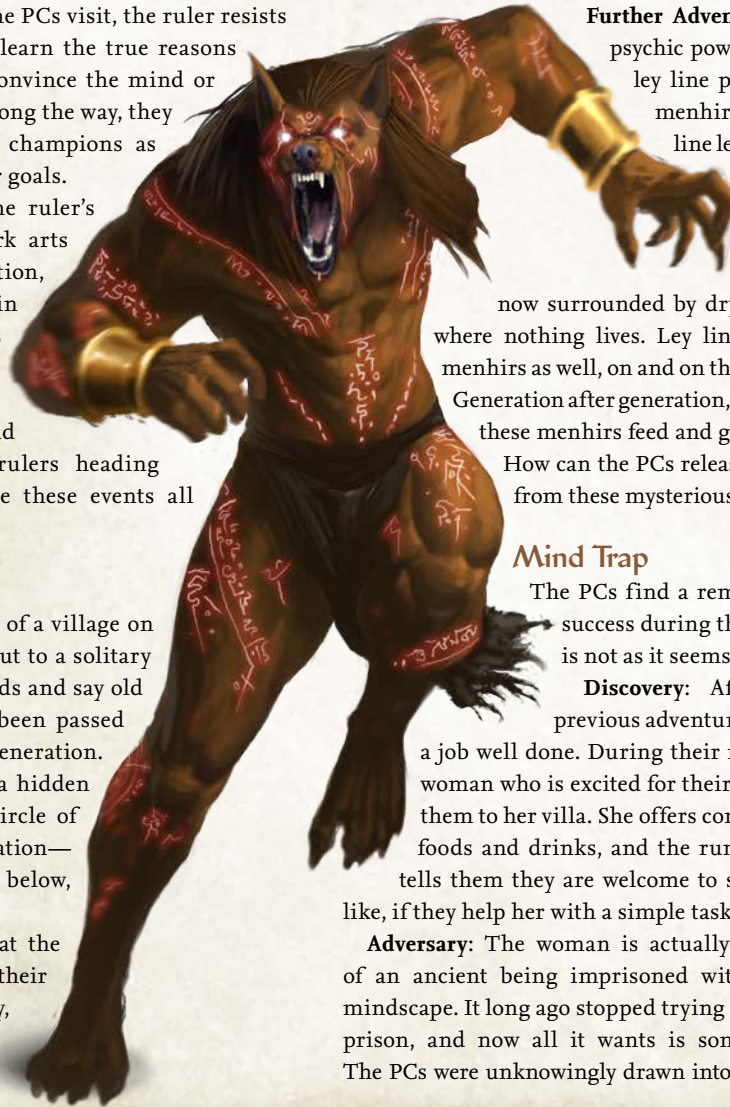 he PCs visit, the ruler resists
learn the true reasons
onvince the mind or
ong the way, they
champions as
goals.
he ruler's
rk arts
tion,
in
d
rulers heading
e these events all
of a village on
ut to a solitary
ds and say old
been passed
eneration.
a hidden
ircle of
ation—
below,
at the
their
y,
Further Adven
psychic pow
ley line p
menhir
line le
now surrounded by dry
where nothing lives. Ley lin
menhirs as well, on and on th
Generation after generation,
these menhirs feed and g
How can the PCs relea
from these mysterious
Mind Trap
The PCs find a rem
success during th
is not as it seems
Discovery: Af
previous adventu
a job well done. During their
woman who is excited for their
them to her villa. She offers co
foods and drinks, and the ru
tells them they are welcome to s
like, if they help her with a simple task
Adversary: The woman is actually
of an ancient being imprisoned wit
mindscape. It long ago stopped trying
prison, and now all it wants is so
The PCs were unknowingly drawn into